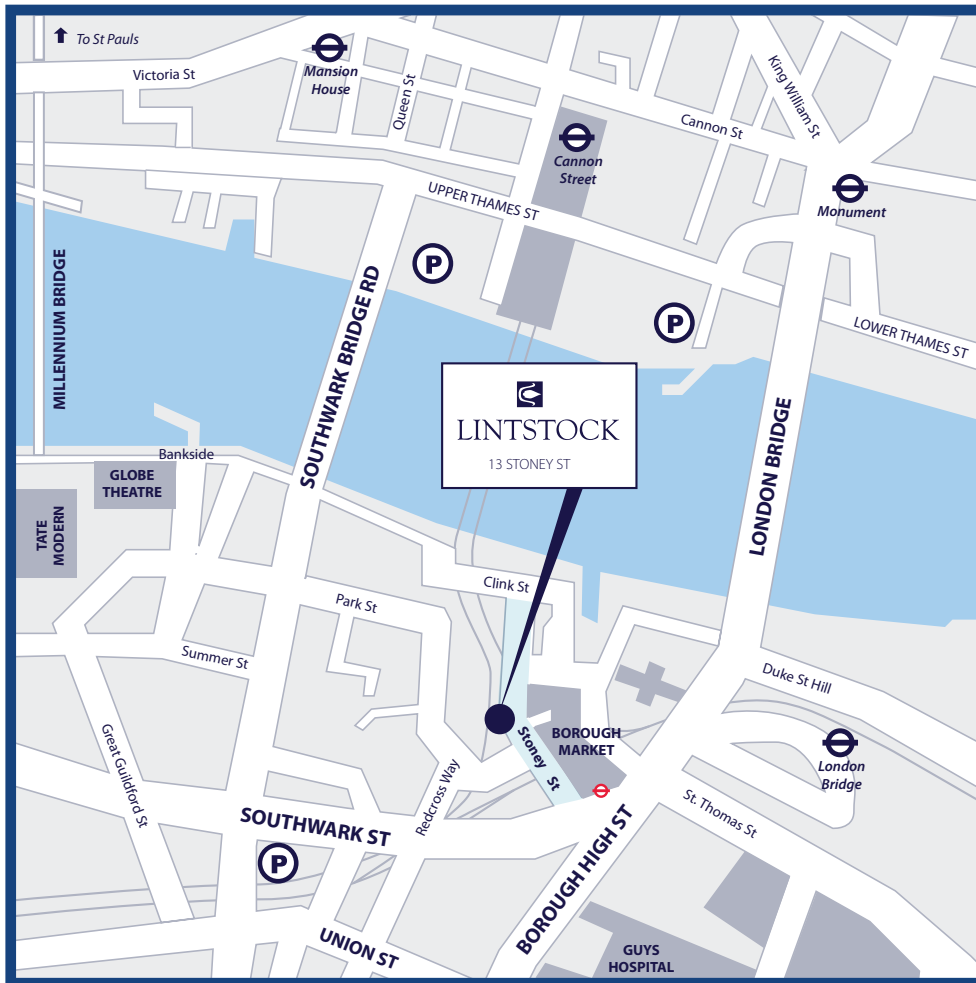 To St Pauls
Victoria St
Mansion
House
Queen St
King William St
Cannon St
Cannon
Street
Monument
UPPER THAMES ST
P
P
LOWER THAMES ST
MILLENNIUM BRIDGE
SOUTHWARK BRIDGE RD
LINTSTOCK
13 STONEY ST
LONDON BRIDGE
Bankside
GLOBE
THEATRE
TATE
MODERN
Clink St
Park St
Summer St
Duke St Hill
Great Guildford St
Stoney St
BOROUGH
MARKET
London
Bridge
Redcross Way
St. Thomas St
SOUTHWARK ST
P
BOROUGH HIGH ST
UNION ST
GUYS
HOSPITAL